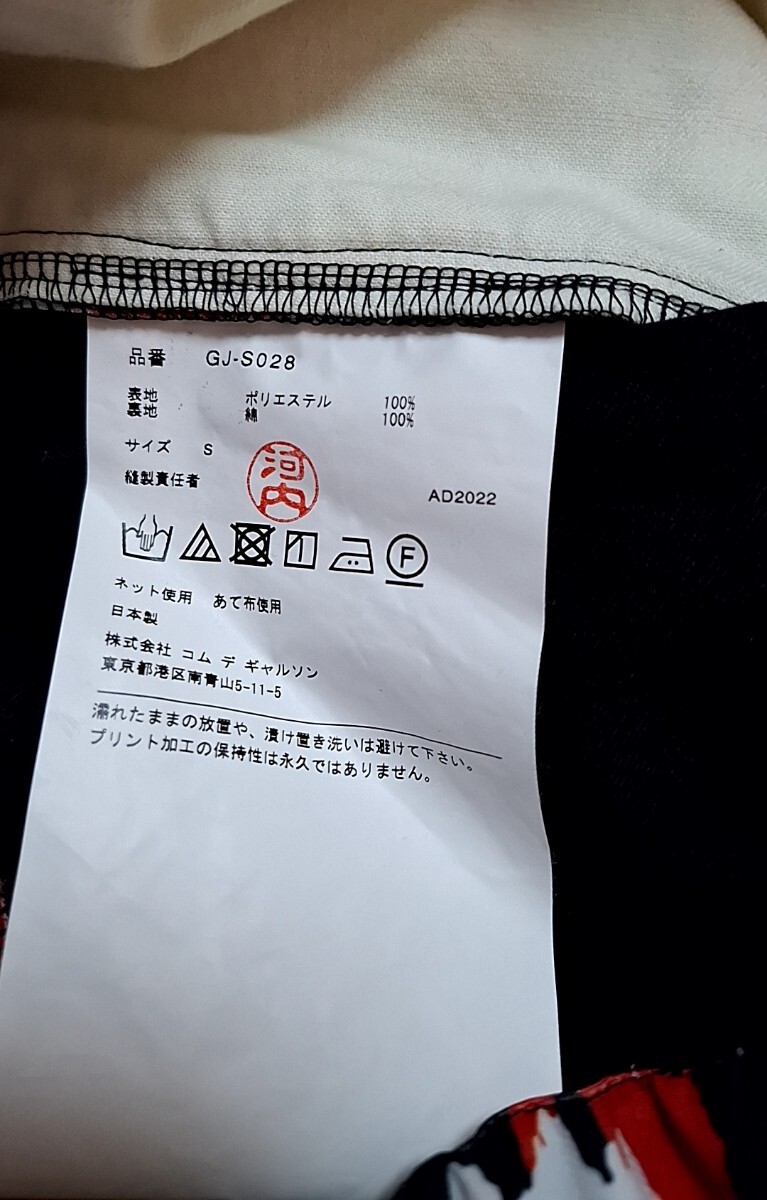 品番 GJ-S028
表地 ポリエステル 100%
裏地 綿 100%
サイズ S
縫製責任者 河内 AD2022
F
ネット使用 あて布使用
日本製
株式会社 コム デ ギャルソン
東京都港区南青山5-11-5
濡れたままの放置や、漬け置き洗いは避けて下さい。
プリント加工の保持性は永久ではありません。